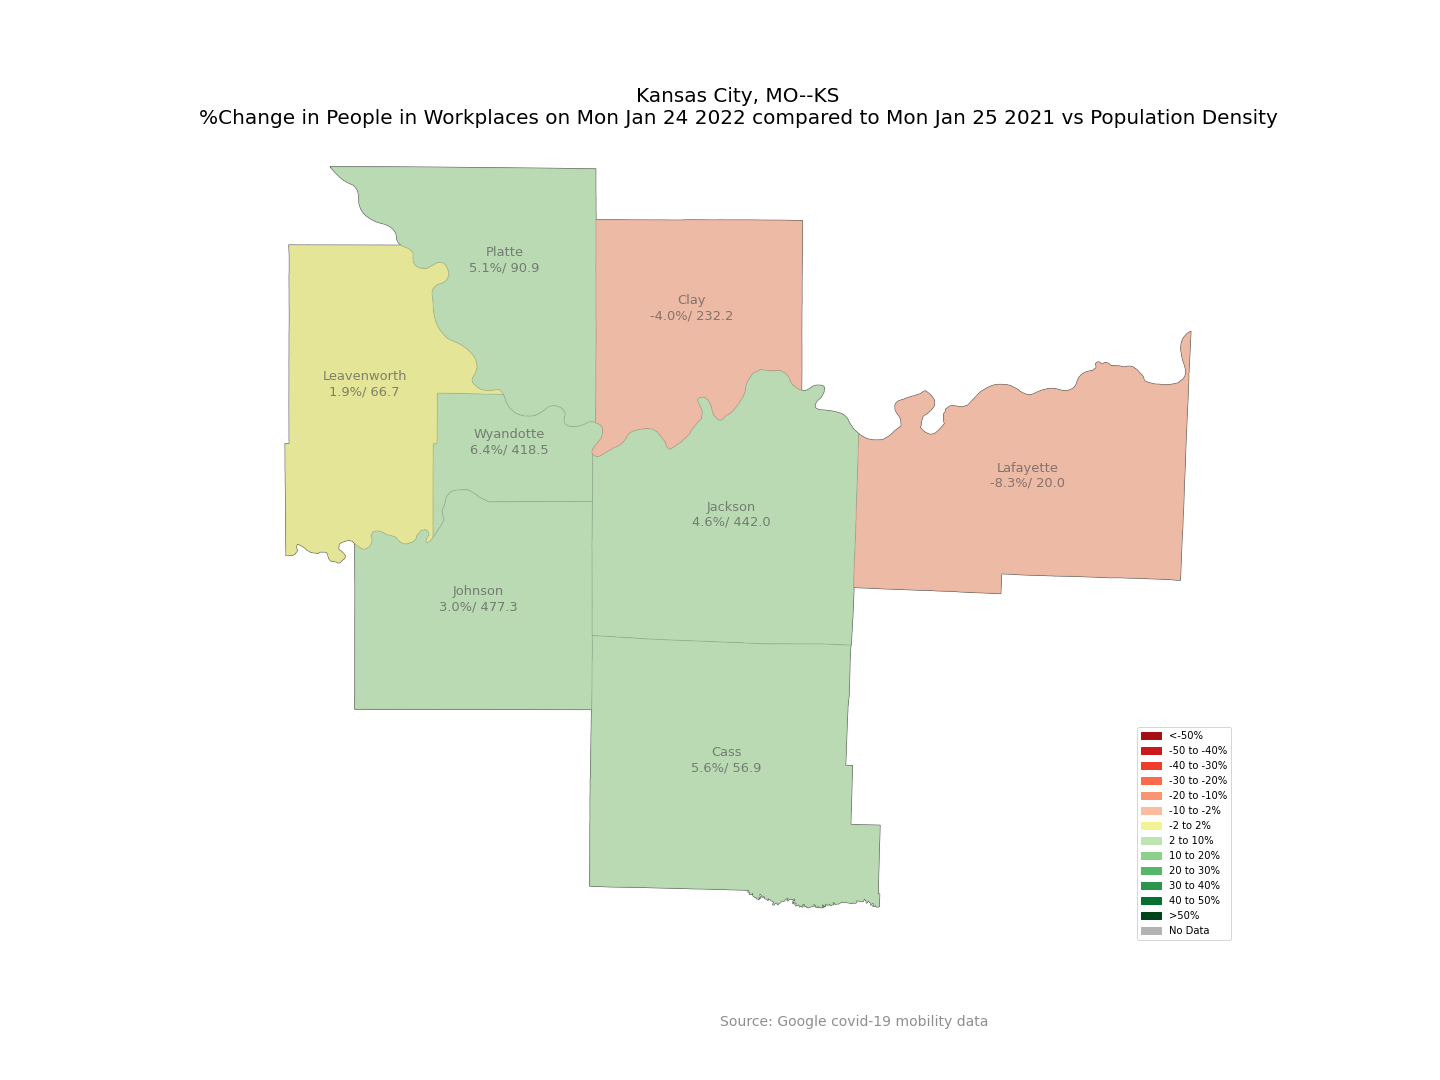 Kansas City, MO--KS
%Change in People in Workplaces on Mon Jan 24 2022 compared to Mon Jan 25 2021 vs Population Density
Platte
5.1%/ 90.9
Clay
-4.0%/ 232.2
Leavenworth
1.9%/ 66.7
Wyandotte
6.4%/ 418.5
Lafayette
-8.3%/ 20.0
Jackson
4.6%/ 442.0
Johnson
3.0%/ 477.3
Cass
5.6%/ 56.9
<-50%
-50 to -40%
-40 to -30%
-30 to -20%
-20 to -10%
-10 to -2%
-2 to 2%
2 to 10%
10 to 20%
20 to 30%
30 to 40%
40 to 50%
>50%
No Data
Source: Google covid-19 mobility data